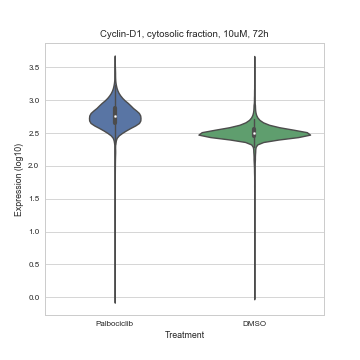 Cyclin-D1, cytosolic fraction, 10uM, 72h
Expression (log10)
3.5
3.0
2.5
2.0
1.5
1.0
0.5
0.0
Palbociclib
DMSO
Treatment